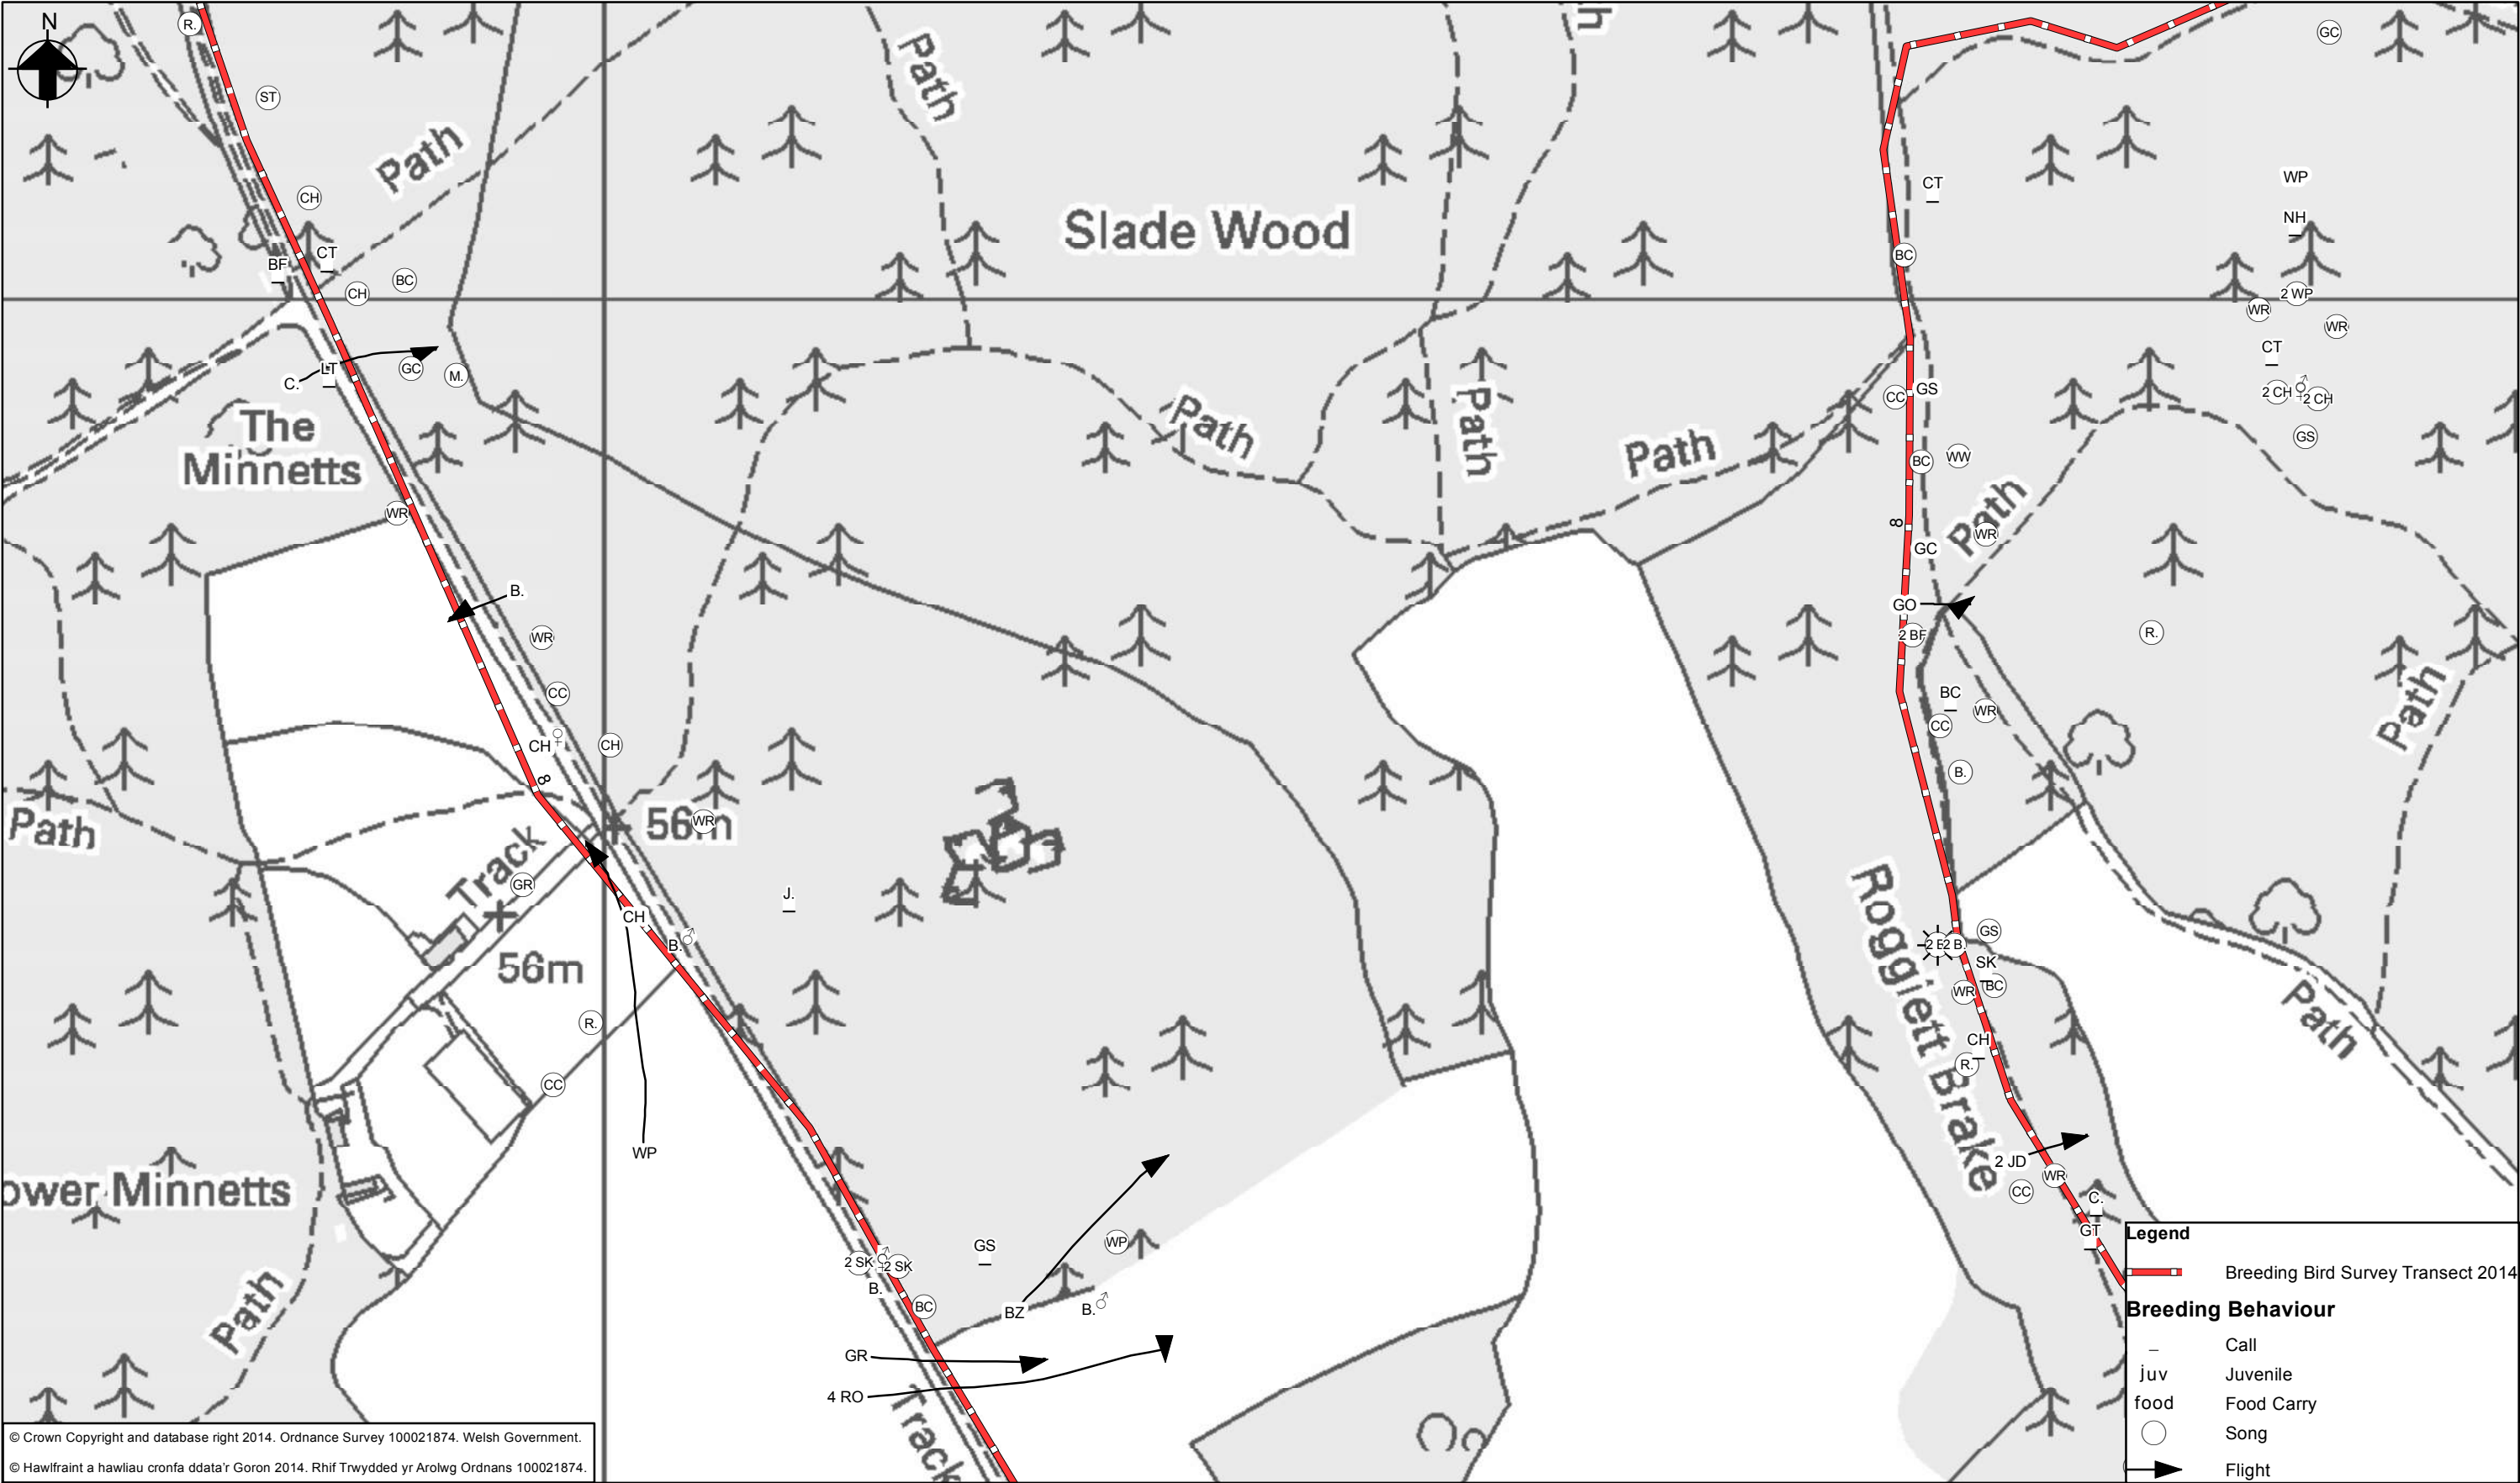 N
R.
ST
Path
Path
h
GC
CH
CT
BF
BC
CH
Slade Wood
CT
BC
WP
NH
2 WP
WR
WR
CT
2 CH ♂
2 CH
GS
C.
LT
GC
M.
The
Minnetts
Path
Path
Path
CC
GS
BC
WW
8
GC
Path
WR
GO
2 BF
R.
WR
B.
WR
CC
CH ♀
CH
8
BC
CC
WR
B.
Path
Path
Track
56m
WR
GR
56m
J.
CH
B. ♂
R.
CC
WP
ower Minnetts
Path
Roggiett Brake
2 B.
GS
SK
WR
BC
CH
R.
Path
2 JD
CC
WR
C.
GT
2 SK
2 SK
B.
BC
GS
WP
BZ
B. ♂
GR
4 RO
Track
Legend
Breeding Bird Survey Transect 2014
Breeding Behaviour
_ Call
juv Juvenile
food Food Carry
Song
Flight
© Crown Copyright and database right 2014. Ordnance Survey 100021874. Welsh Government.
© Hawlfraint a hawliau cronfa ddata'r Goron 2014. Rhif Trwydded yr Arolwg Ordnans 100021874.